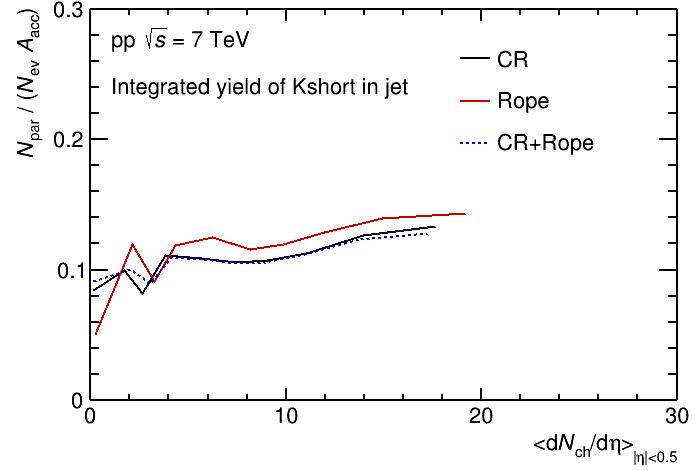 0.3
pp √s = 7 TeV
Integrated yield of Kshort in jet
CR
Rope
CR+Rope
N_par / (N_ev A_acc)
0.2
0.1
0
0
10
20
30
<dN_ch/dη>_|η|<0.5